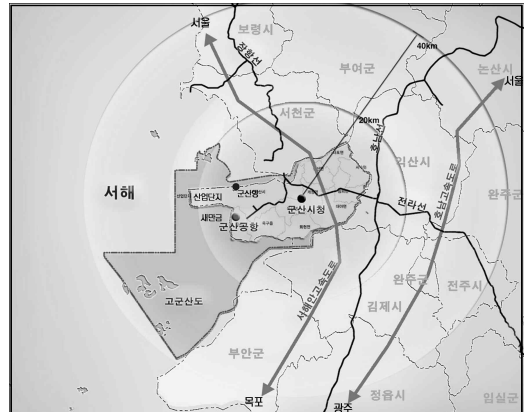 서울
보령시
장항선
40km
부여군
논산시
서울
서천군
20km
호남선
서해
익산시
군산항
산업단지
완주군
군산시청
전라선
새만금
군산공항
호남고속도로
서해안고속도로
완주군
전주시
고군산도
김제시
부안군
목포
광주
정읍시
임실군